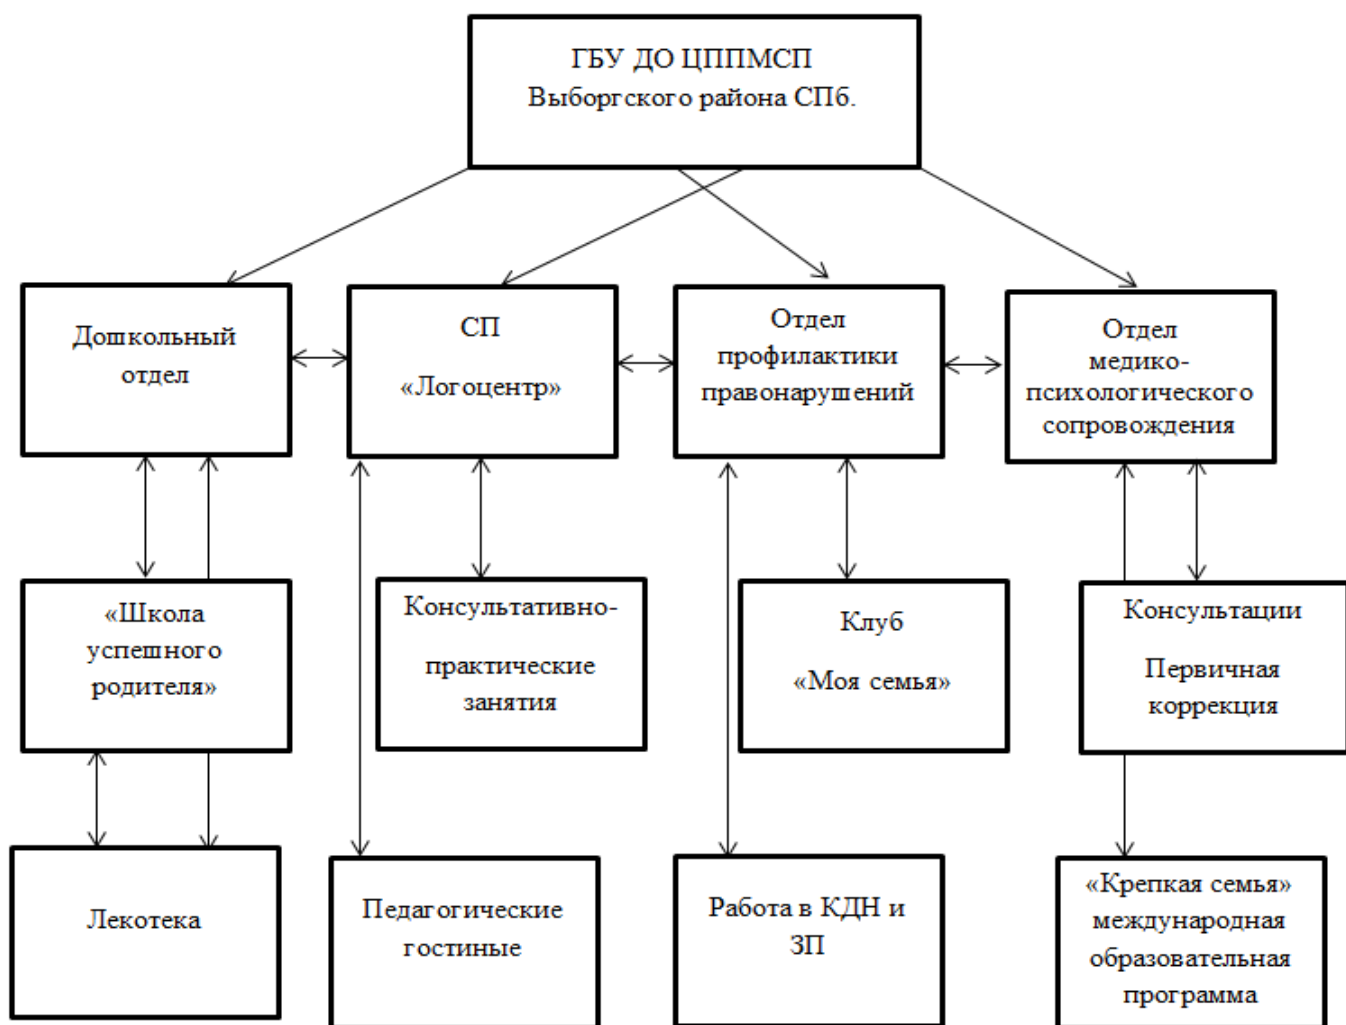 ГБУ ДО ЦППМСП
Выборгского района СПб.
Дошкольный
отдел
СП
«Логоцентр»
Отдел
профилактики
правонарушений
Отдел
медико-
психологического
сопровождения
«Школа
успешного
родителя»
Консультативно-
практические
занятия
Клуб
«Моя семья»
Консультации
Первичная
коррекция
Лекотека
Педагогические
гостиные
Работа в КДН и
ЗП
«Крепкая семья»
международная
образовательная
программа